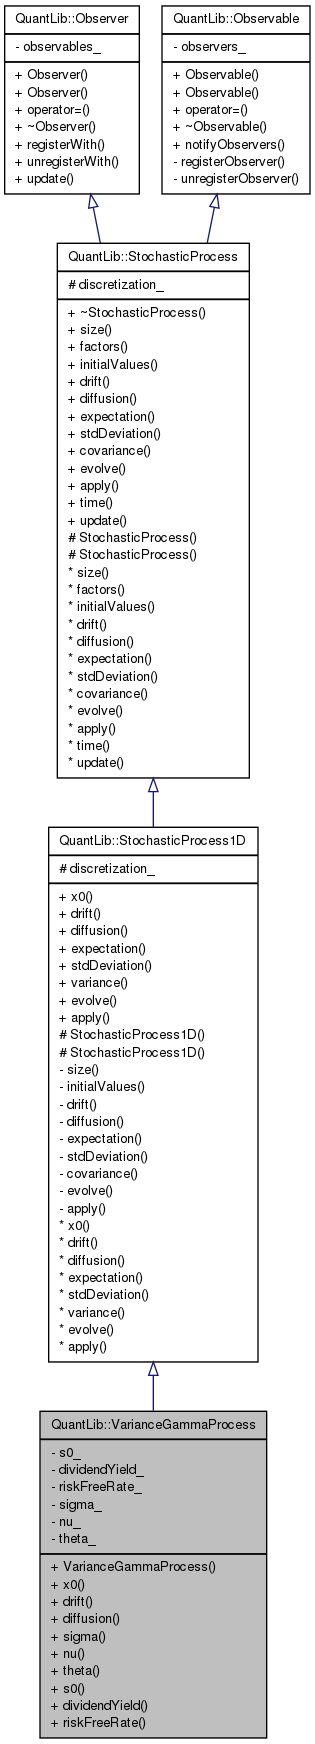 QuantLib::Observer
- observables_
+ Observer()
+ Observer()
+ operator=()
+ ~Observer()
+ registerWith()
+ unregisterWith()
+ update()
QuantLib::Observable
- observers_
+ Observable()
+ Observable()
+ operator=()
+ ~Observable()
+ notifyObservers()
- registerObserver()
- unregisterObserver()
QuantLib::StochasticProcess
# discretization_
+ ~StochasticProcess()
+ size()
+ factors()
+ initialValues()
+ drift()
+ diffusion()
+ expectation()
+ stdDeviation()
+ covariance()
+ evolve()
+ apply()
+ time()
+ update()
# StochasticProcess()
# StochasticProcess()
* size()
* factors()
* initialValues()
* drift()
* diffusion()
* expectation()
* stdDeviation()
* covariance()
* evolve()
* apply()
* time()
* update()
QuantLib::StochasticProcess1D
# discretization_
+ x0()
+ drift()
+ diffusion()
+ expectation()
+ stdDeviation()
+ variance()
+ evolve()
+ apply()
# StochasticProcess1D()
# StochasticProcess1D()
- size()
- initialValues()
- drift()
- diffusion()
- expectation()
- stdDeviation()
- covariance()
- evolve()
- apply()
* x0()
* drift()
* diffusion()
* expectation()
* stdDeviation()
* variance()
* evolve()
* apply()
QuantLib::VarianceGammaProcess
- s0_
- dividendYield_
- riskFreeRate_
- sigma_
- nu_
- theta_
+ VarianceGammaProcess()
+ x0()
+ drift()
+ diffusion()
+ sigma()
+ nu()
+ theta()
+ s0()
+ dividendYield()
+ riskFreeRate()